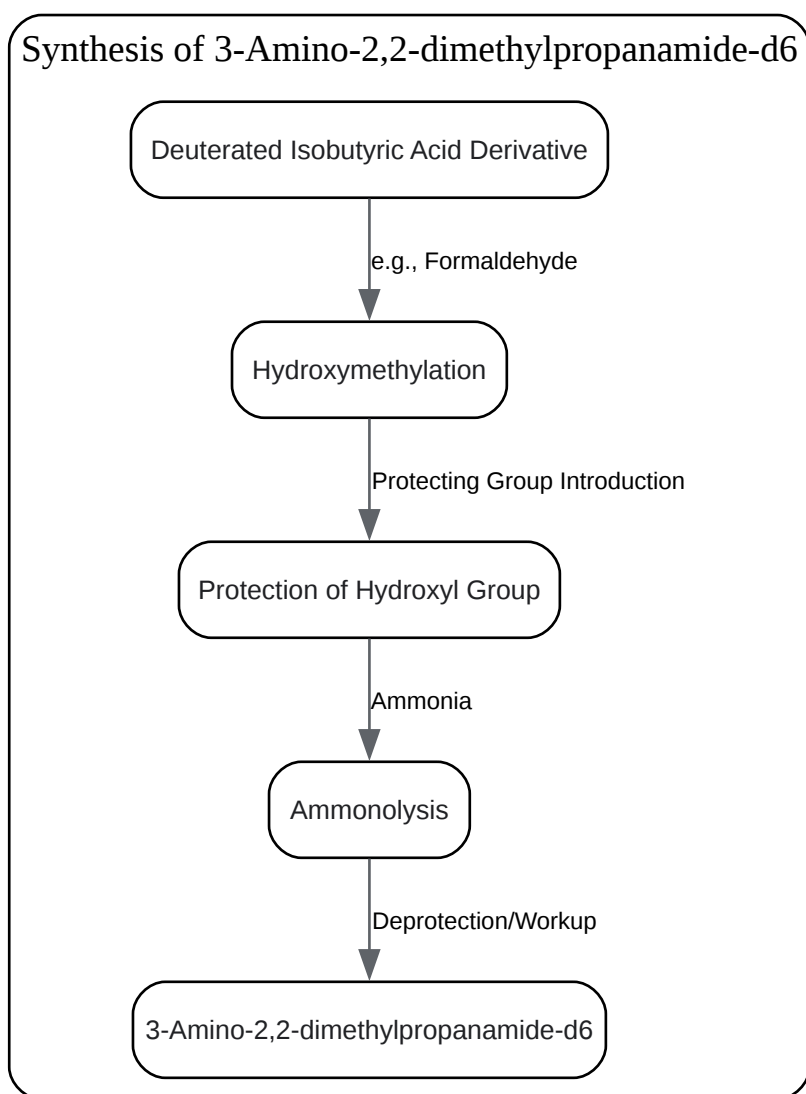 Synthesis of 3-Amino-2,2-dimethylpropanamide-d6
Deuterated Isobutyric Acid Derivative
e.g., Formaldehyde
Hydroxymethylation
Protecting Group Introduction
Protection of Hydroxyl Group
Ammonia
Ammonolysis
Deprotection/Workup
3-Amino-2,2-dimethylpropanamide-d6